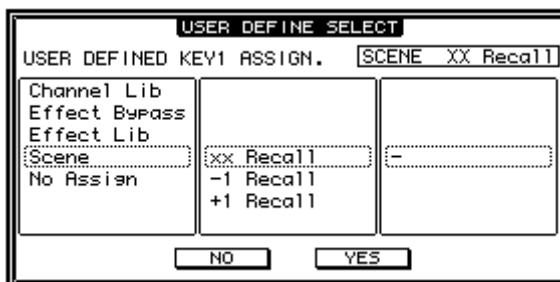 USER DEFINE SELECT
USER DEFINED KEY1 ASSIGN. SCENE XX Recall
Channel Lib
Effect Bypass
Effect Lib
Scene xx Recall -
No Assign -1 Recall
+1 Recall
NO YES